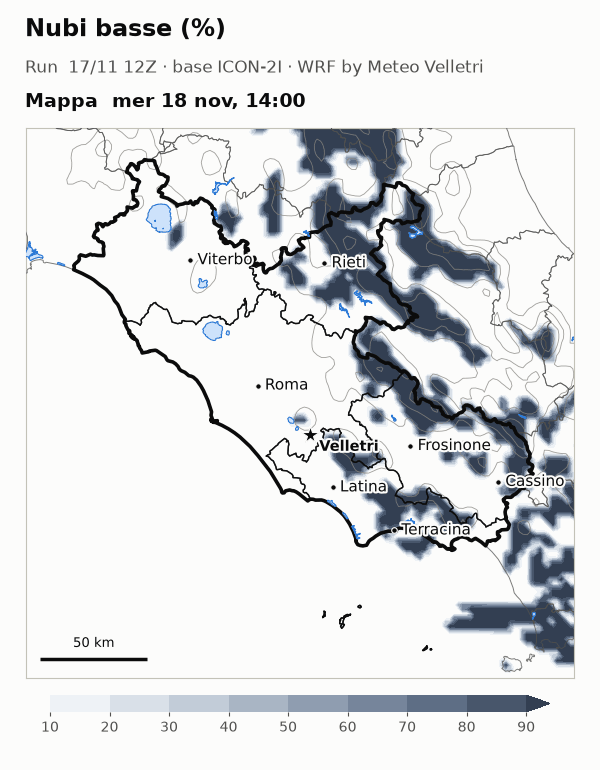 Nubi basse (%)
Run  17/11 12Z · base ICON-2I · WRF by Meteo Velletri
Mappa  mer 18 nov, 14:00
Viterbo
Rieti
Roma
Velletri
Frosinone
Latina
Cassino
Terracina
50 km
10 20 30 40 50 60 70 80 90